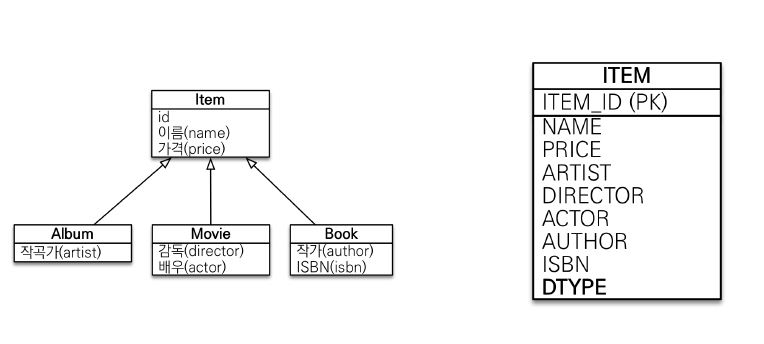 Item
id
이름(name)
가격(price)
Album
작곡가(artist)
Movie
감독(director)
배우(actor)
Book
작가(author)
ISBN(isbn)
ITEM
ITEM_ID (PK)
NAME
PRICE
ARTIST
DIRECTOR
ACTOR
AUTHOR
ISBN
DTYPE